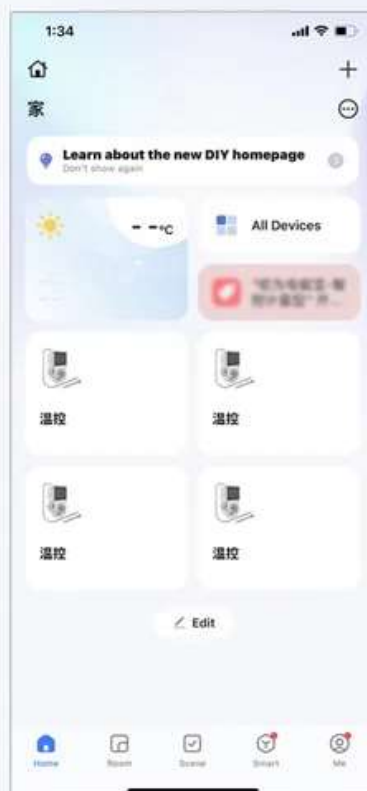 1:34
家
Learn about the new DIY homepage
Don't show again
- -°C
All Devices
温控
温控
温控
温控
Edit
Home
Room
Scene
Smart
Me